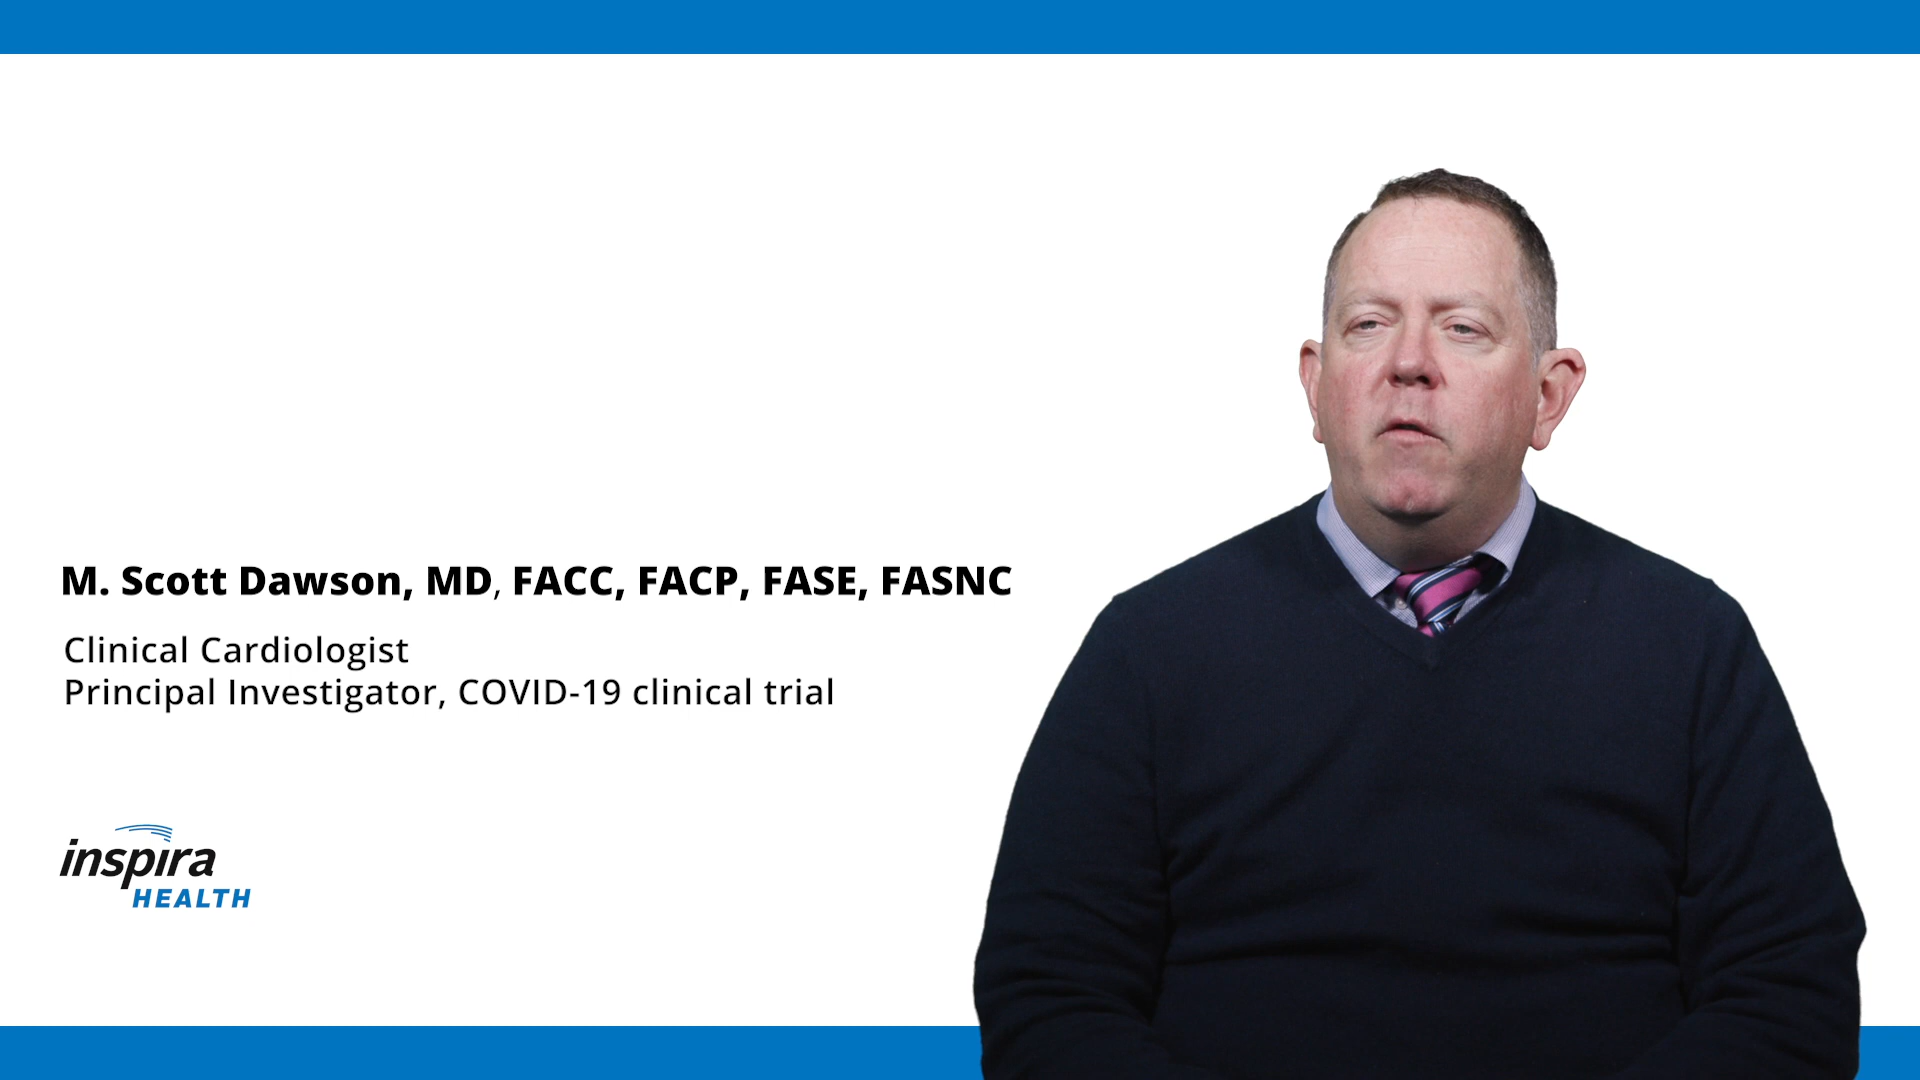 M. Scott Dawson, MD, FACC, FACP, FASE, FASNC
Clinical Cardiologist
Principal Investigator, COVID-19 clinical trial
inspira
HEALTH